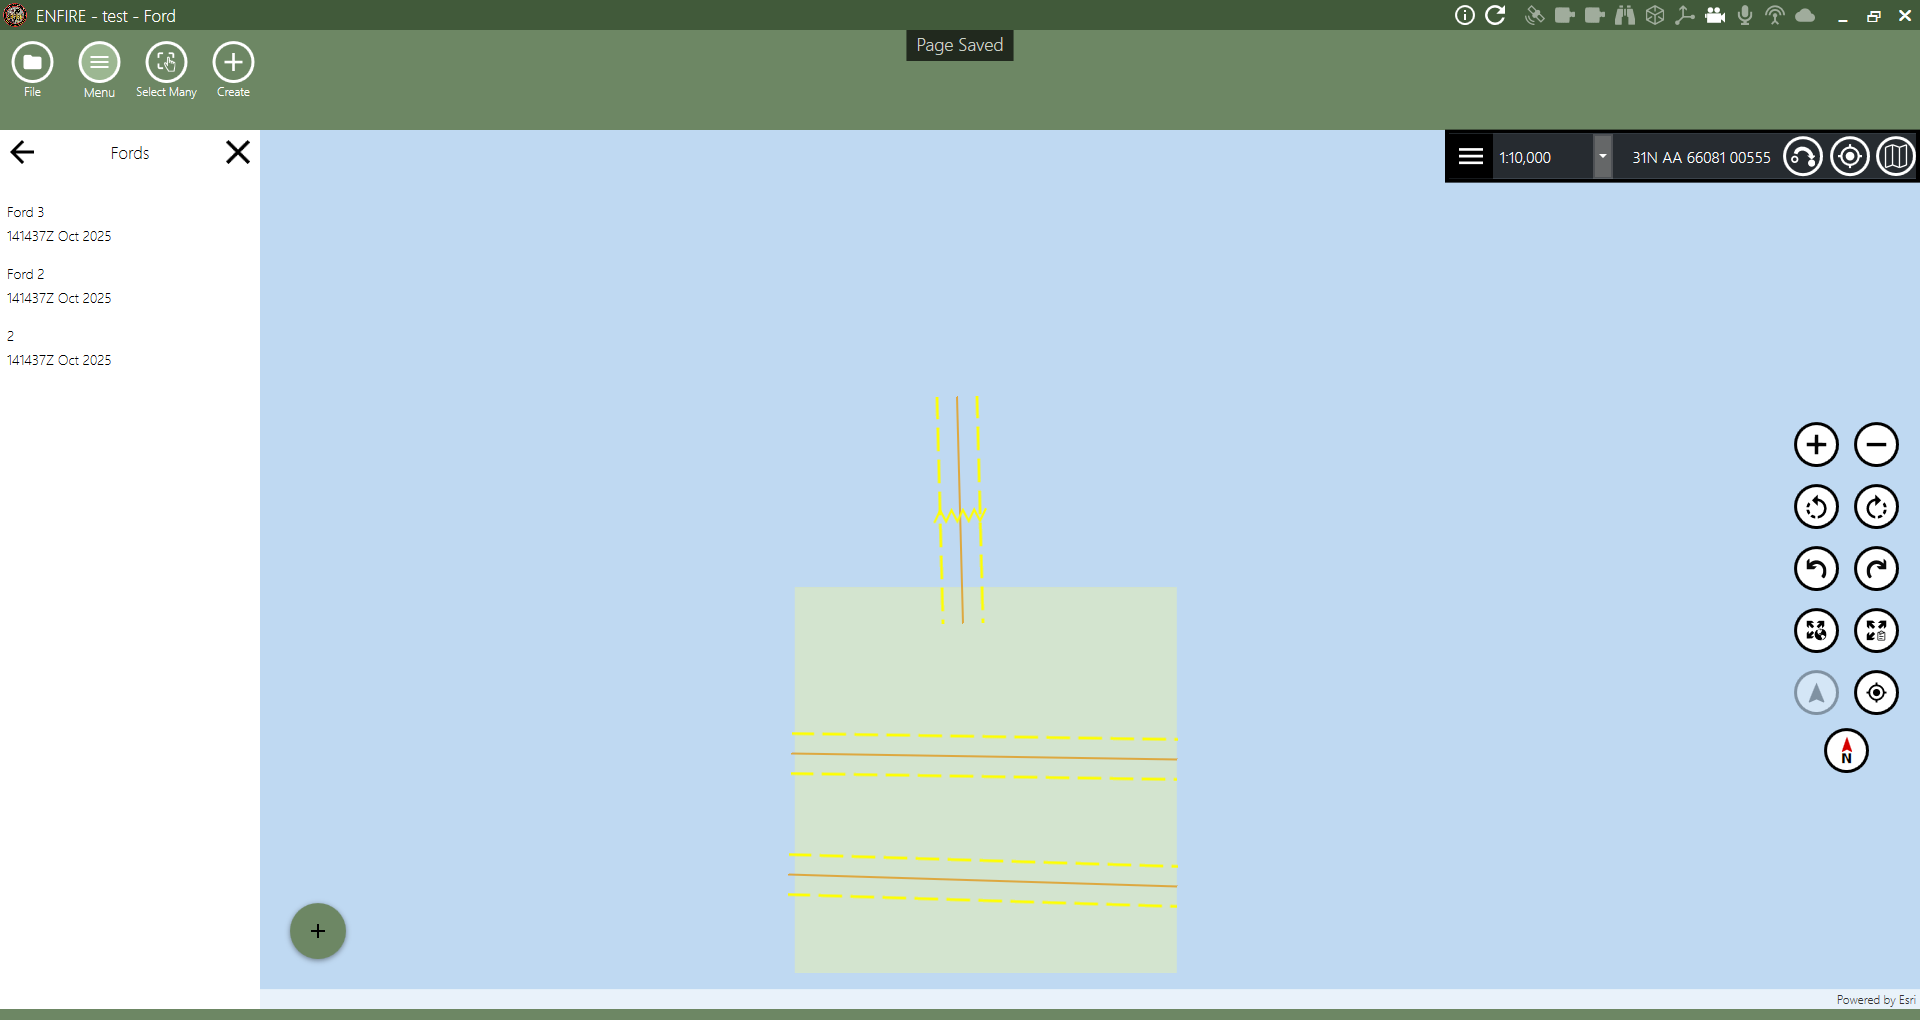 ENFIRE - test - Ford
Page Saved
File
Menu
Select Many
Create
Fords
1:10,000
31N AA 66081 00555
Ford 3
141437Z Oct 2025
Ford 2
141437Z Oct 2025
2
141437Z Oct 2025
N
Powered by Esri